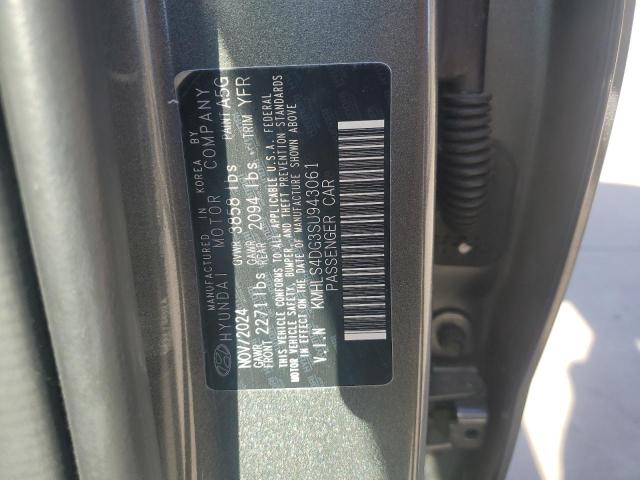 MANUFACTURED IN KOREA BY
HYUNDAI MOTOR COMPANY
NOV/2024 GVWR 3858 lbs PAINT A5G
GAWR FRONT 2271 lbs GAWR REAR 2094 lbs TRIM YFR
THIS VEHICLE CONFORMS TO ALL APPLICABLE U.S.A. FEDERAL
MOTOR VEHICLE SAFETY, BUMPER, AND THEFT PREVENTION STANDARDS
IN EFFECT ON THE DATE OF MANUFACTURE SHOWN ABOVE
V.I.N KMHLS4DG3SU943061
PASSENGER CAR